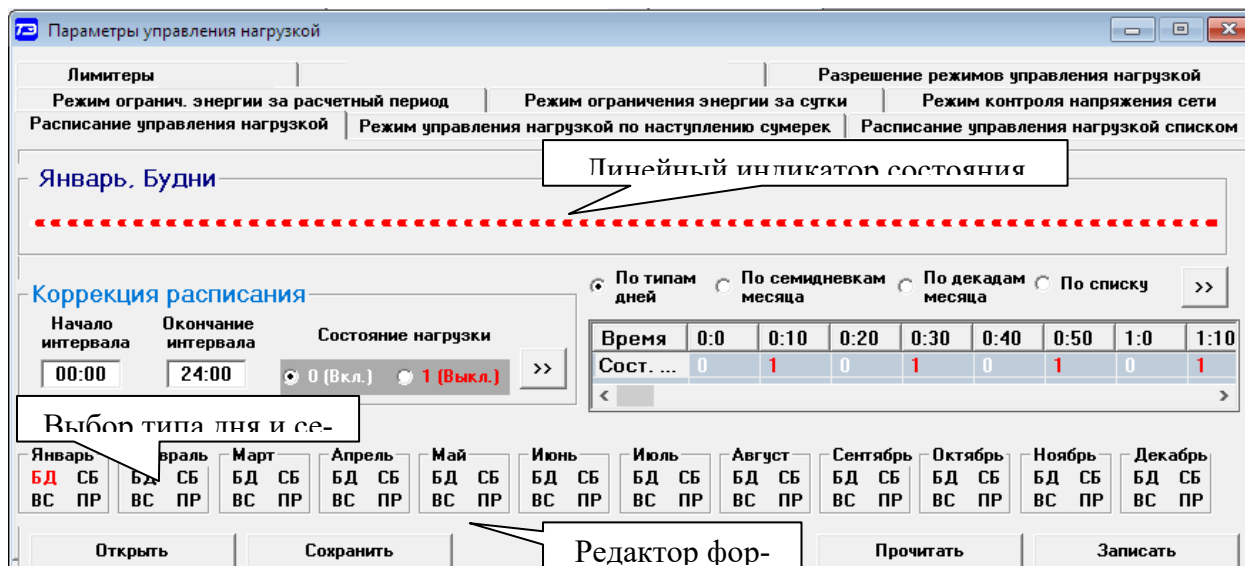 ТЭ Параметры управления нагрузкой
Лимитеры Разрешение режимов управления нагрузкой
Режим огранич. энергии за расчетный период Режим ограничения энергии за сутки Режим контроля напряжения сети
Расписание управления нагрузкой Режим управления нагрузкой по наступлению сумерек Расписание управления нагрузкой списком
Линейный индикатор состояния
Январь, Будни
По типам дней По семидневкам месяца По декадам месяца По списку >>
Коррекция расписания
Начало интервала Окончание интервала Состояние нагрузки
00:00 24:00 0 (Вкл.) 1 (Выкл.) >>
Время 0:0 0:10 0:20 0:30 0:40 0:50 1:0 1:10
Сост. ... 0 1 0 1 0 1 0 1
Выбор типа дня и се-
Январь враль Март Апрель Май Июнь Июль Август Сентябрь Октябрь Ноябрь Декабрь
БД СБ БД СБ БД СБ БД СБ БД СБ БД СБ БД СБ БД СБ БД СБ БД СБ БД СБ БД СБ
ВС ПР ВС ПР ВС ПР ВС ПР ВС ПР ВС ПР ВС ПР ВС ПР ВС ПР ВС ПР ВС ПР ВС ПР
Редактор фор-
Открыть Сохранить Прочитать Записать